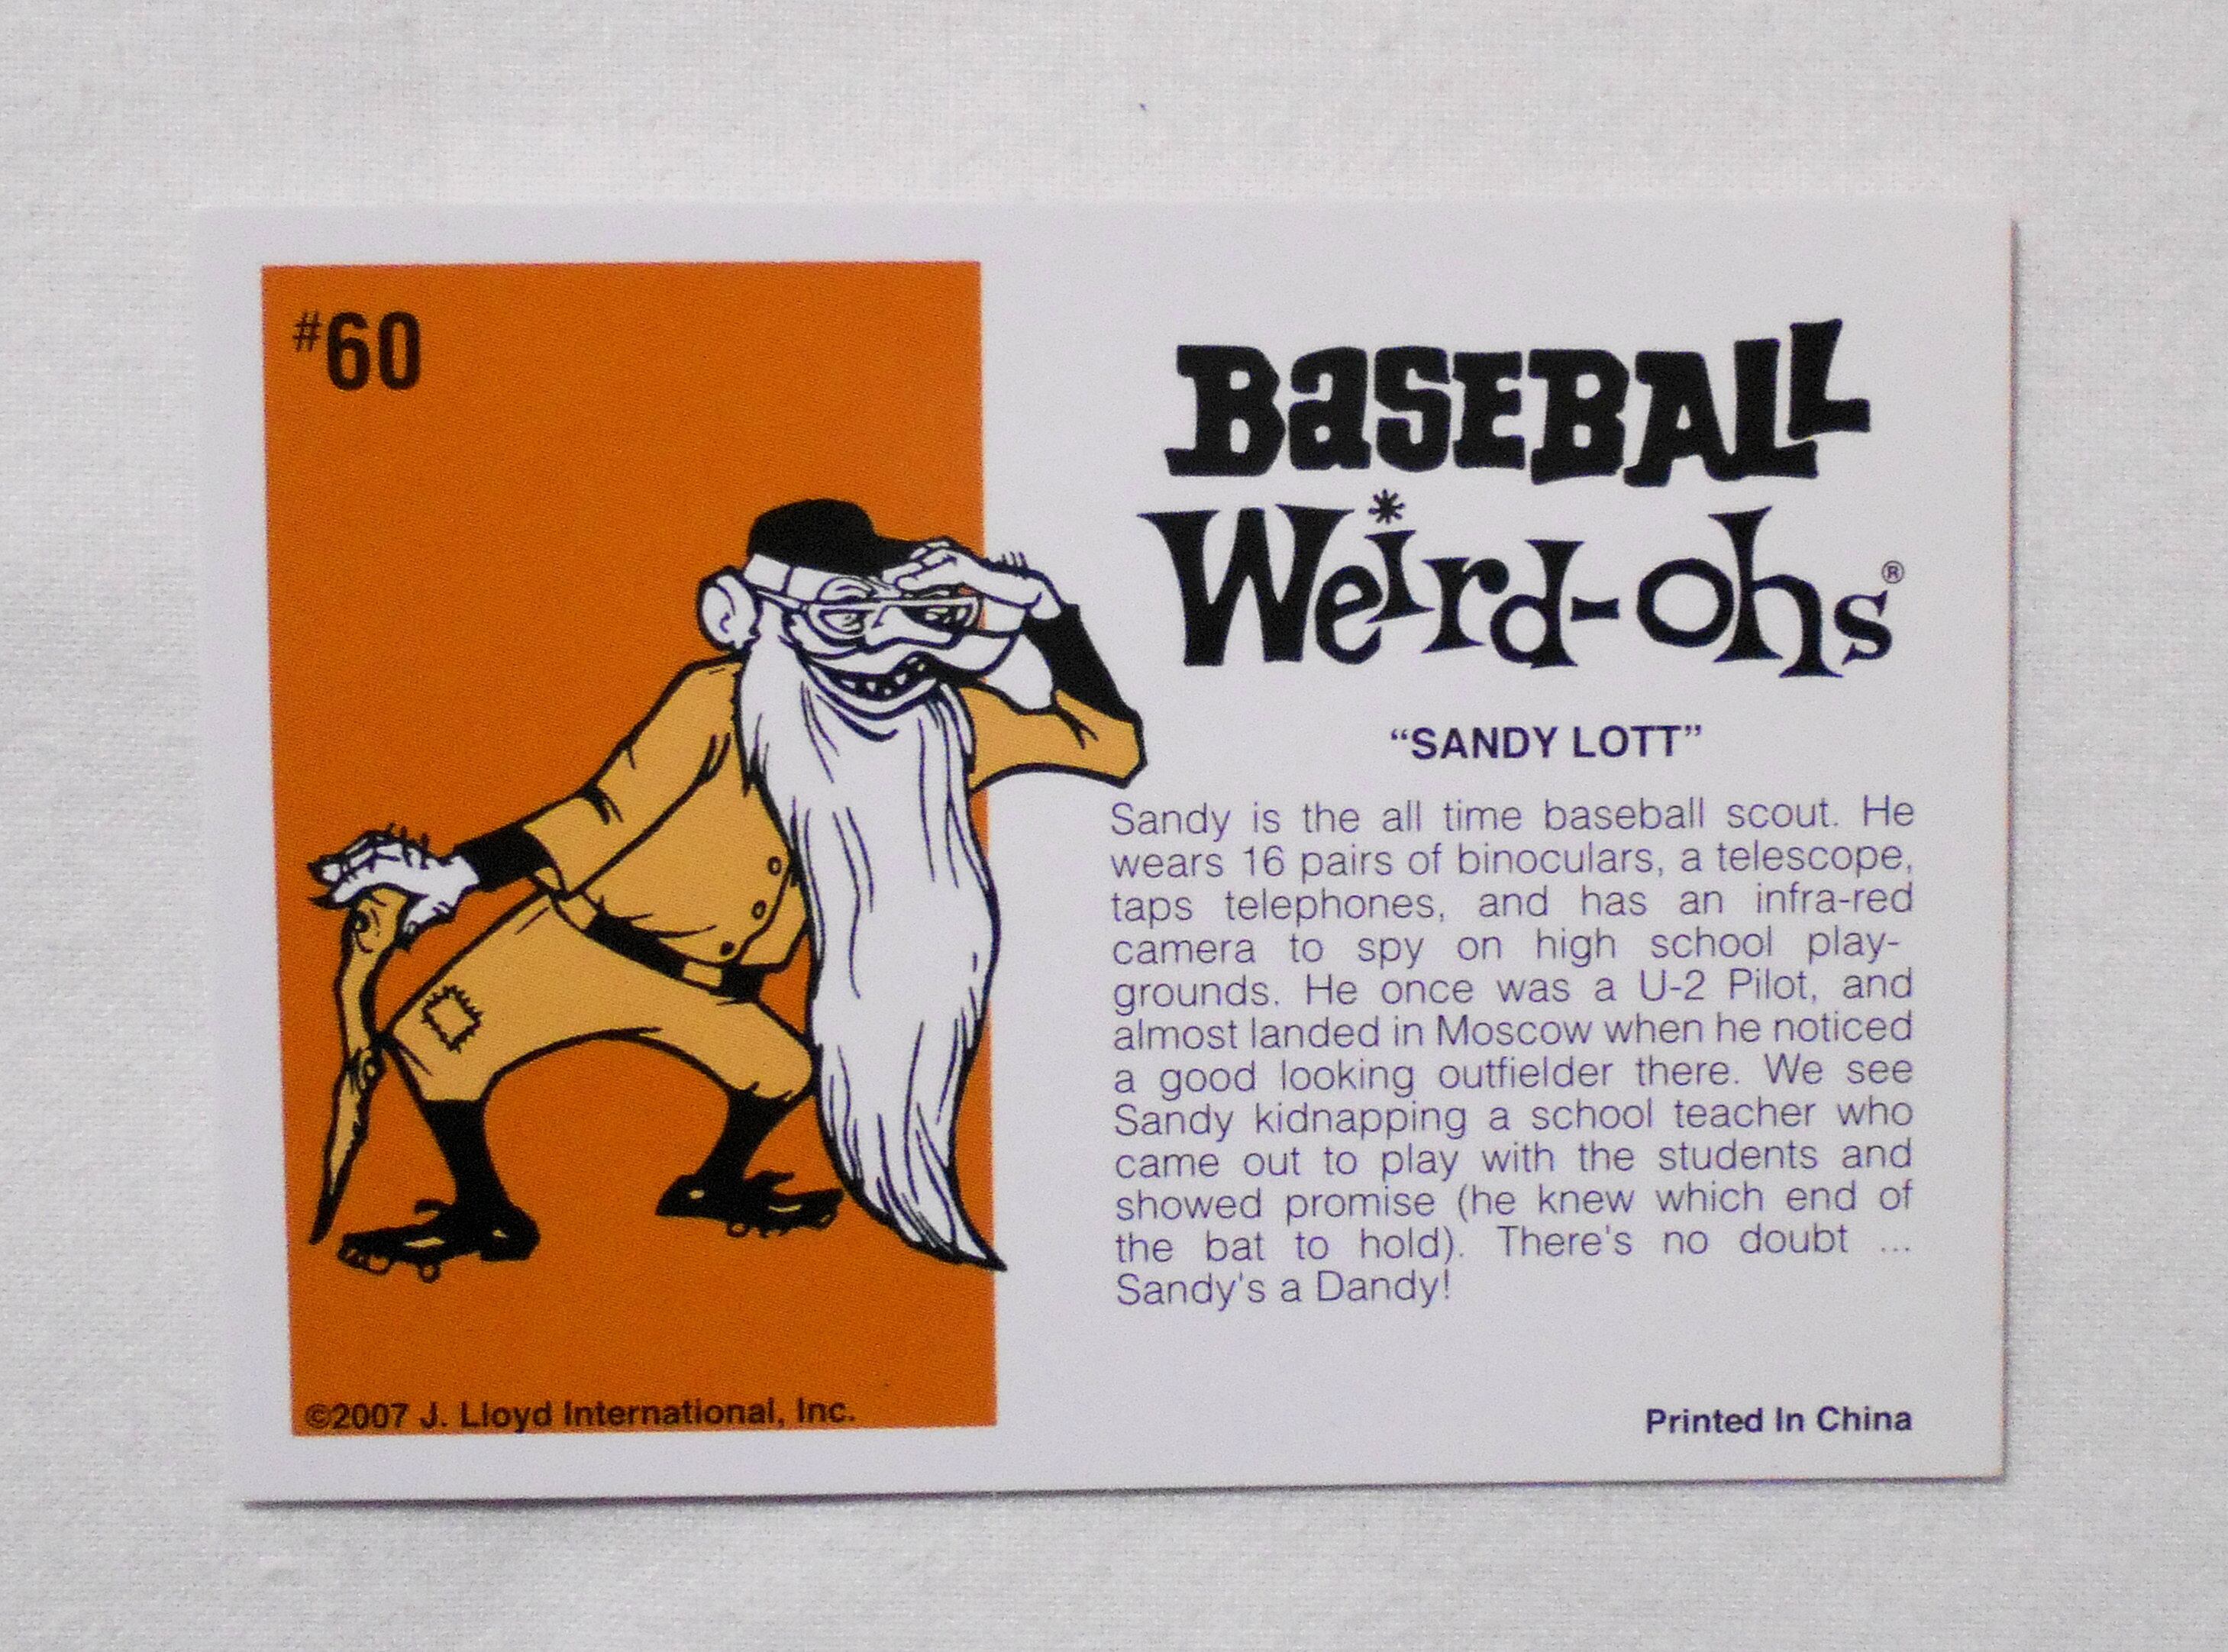 #60
BaSEBALL
Weird-ohs®
“SANDY LOTT”
Sandy is the all time baseball scout. He
wears 16 pairs of binoculars, a telescope,
taps telephones, and has an infra-red
camera to spy on high school play-
grounds. He once was a U-2 Pilot, and
almost landed in Moscow when he noticed
a good looking outfielder there. We see
Sandy kidnapping a school teacher who
came out to play with the students and
showed promise (he knew which end of
the bat to hold). There's no doubt ...
Sandy's a Dandy!
©2007 J. Lloyd International, Inc.
Printed In China